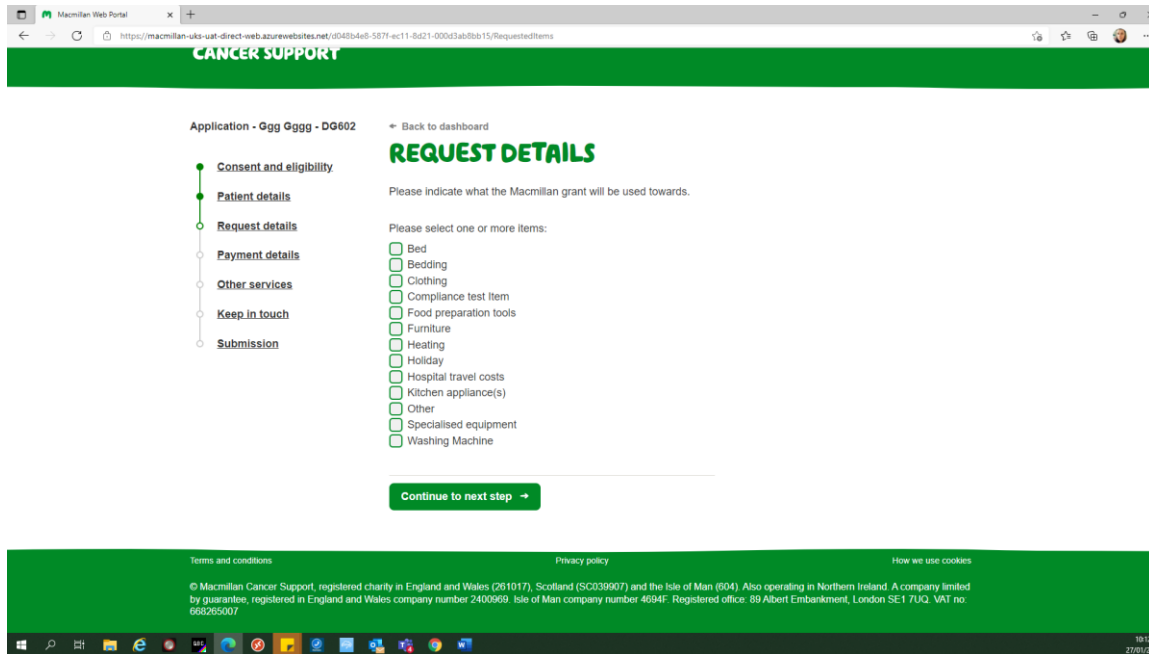 Macmillan Web Portal
https://macmillan-uks-uat-direct-web.azurewebsites.net/d048b4e8-587f-ec11-8d21-000d3ab8bb15/RequestedItems
CANCER SUPPORT
Application - Ggg Gggg - DG602
Consent and eligibility
Patient details
Request details
Payment details
Other services
Keep in touch
Submission
← Back to dashboard
REQUEST DETAILS
Please indicate what the Macmillan grant will be used towards.
Please select one or more items:
Bed
Bedding
Clothing
Compliance test Item
Food preparation tools
Furniture
Heating
Holiday
Hospital travel costs
Kitchen appliance(s)
Other
Specialised equipment
Washing Machine
Continue to next step →
Terms and conditions
Privacy policy
How we use cookies
© Macmillan Cancer Support, registered charity in England and Wales (261017), Scotland (SC039907) and the Isle of Man (604). Also operating in Northern Ireland. A company limited
by guarantee, registered in England and Wales company number 2400969. Isle of Man company number 4694F. Registered office: 89 Albert Embankment, London SE1 7UQ. VAT no:
668265007